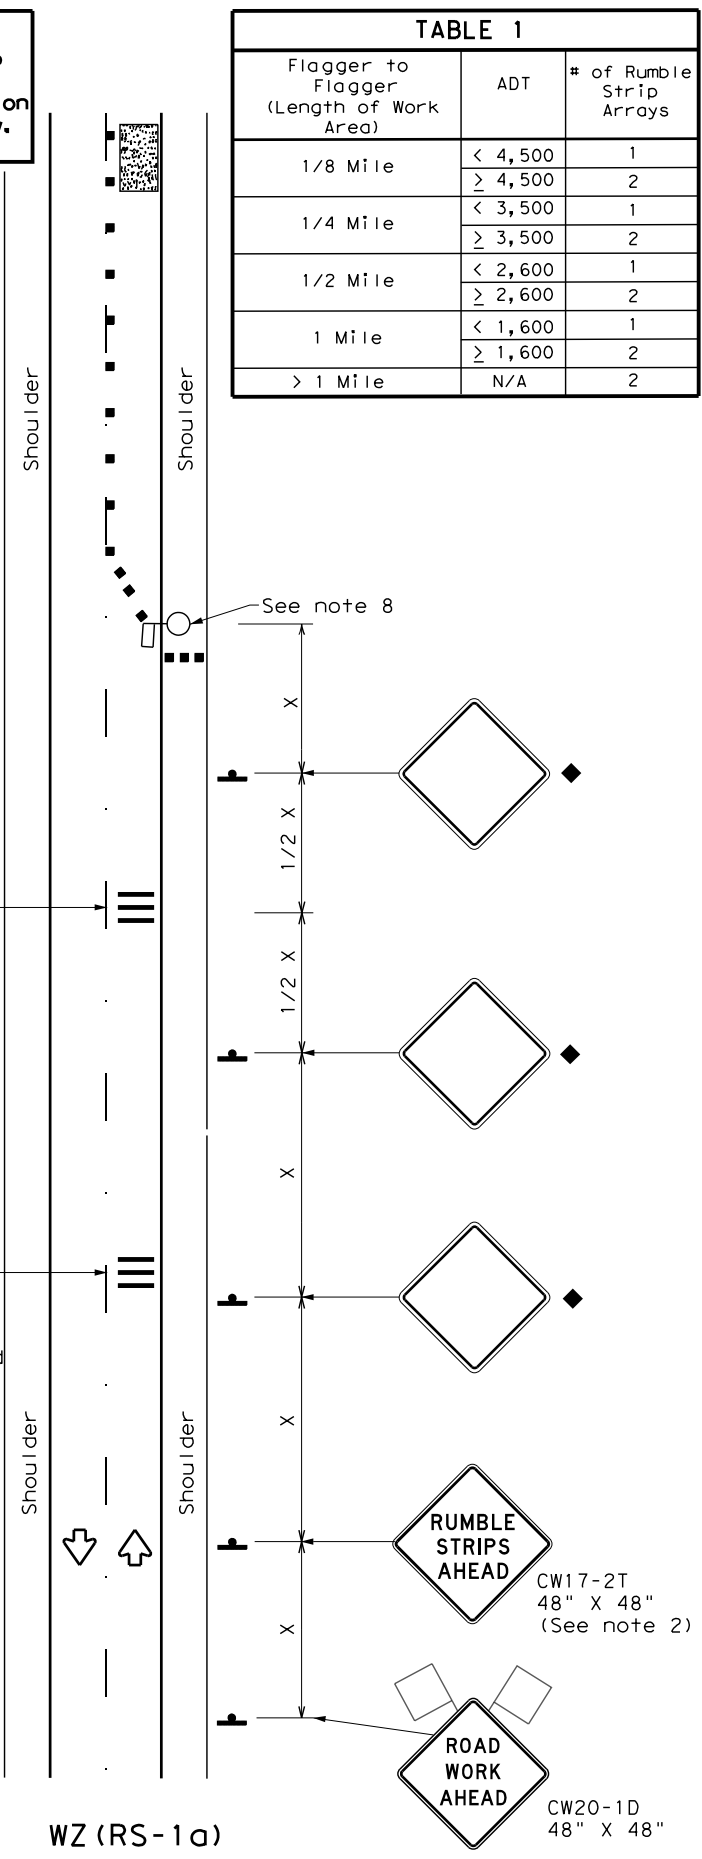 on
TABLE 1
Flagger to
Flagger
(Length of Work
Area)
ADT
# of Rumble
Strip
Arrays
1/8 Mile
< 4,500
1
≥ 4,500
2
1/4 Mile
< 3,500
1
≥ 3,500
2
1/2 Mile
< 2,600
1
≥ 2,600
2
1 Mile
< 1,600
1
≥ 1,600
2
> 1 Mile
N/A
2
Shoulder
Shoulder
See note 8
X
1/2 X
1/2 X
X
X
Shoulder
Shoulder
RUMBLE
STRIPS
AHEAD
CW17-2T
48" X 48"
(See note 2)
X
ROAD
WORK
AHEAD
CW20-1D
48" X 48"
WZ(RS-1a)